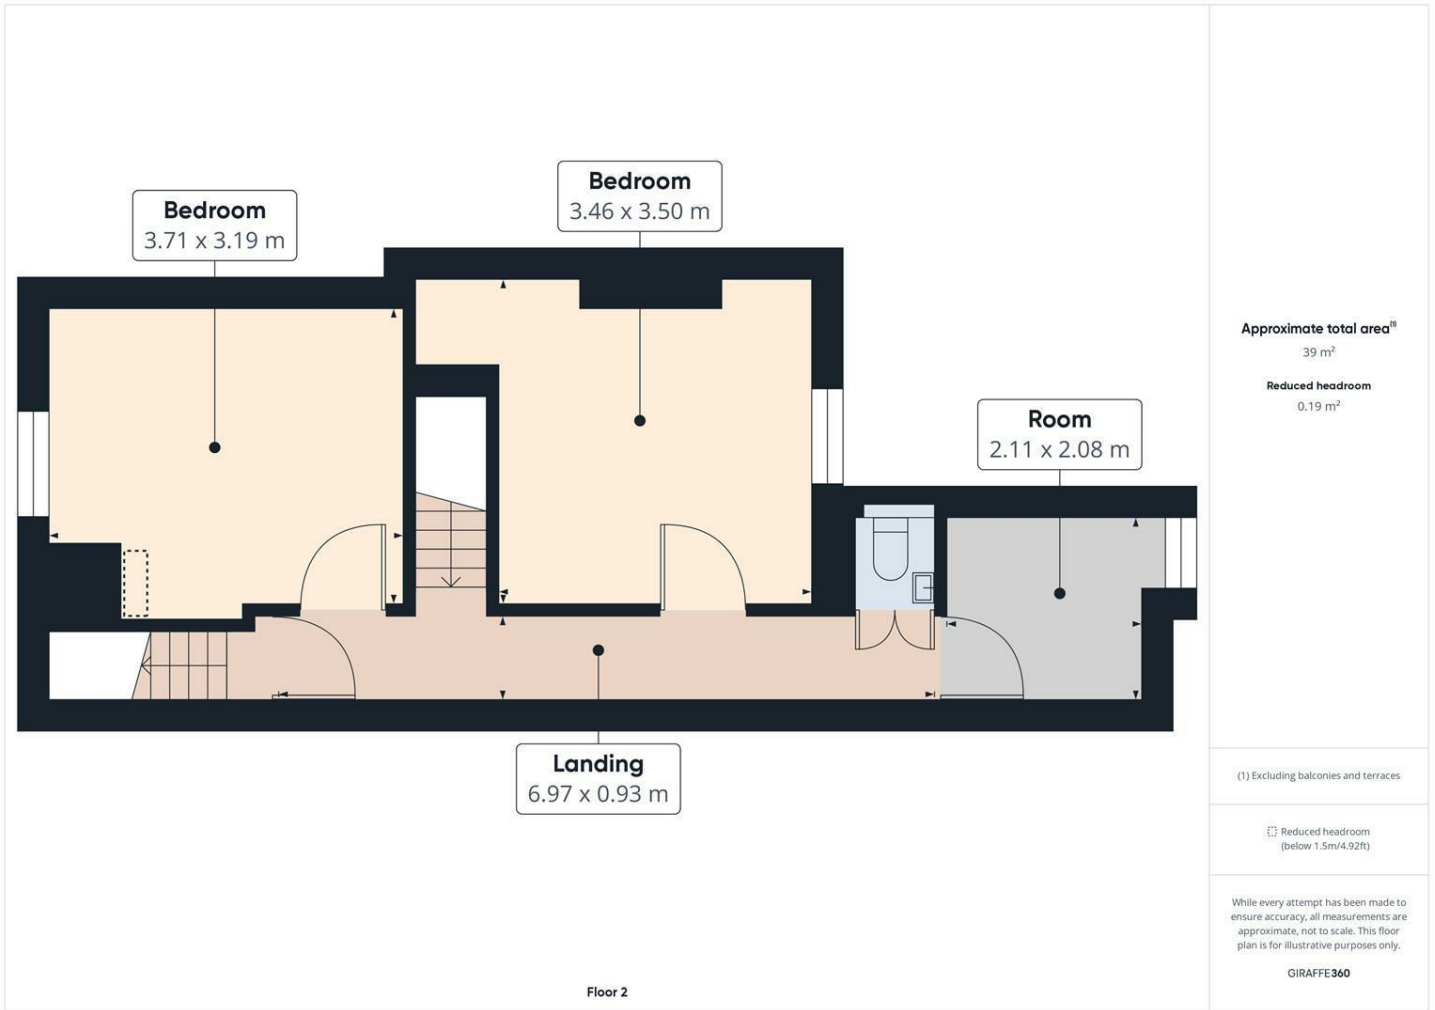 Bedroom
3.71 x 3.19 m
Bedroom
3.46 x 3.50 m
Room
2.11 x 2.08 m
Landing
6.97 x 0.93 m
Floor 2
Approximate total area(1)
39 m²
Reduced headroom
0.19 m²
(1) Excluding balconies and terraces
Reduced headroom
(below 1.5m/4.92ft)
While every attempt has been made to
ensure accuracy, all measurements are
approximate, not to scale. This floor
plan is for illustrative purposes only.
GIRAFFE360